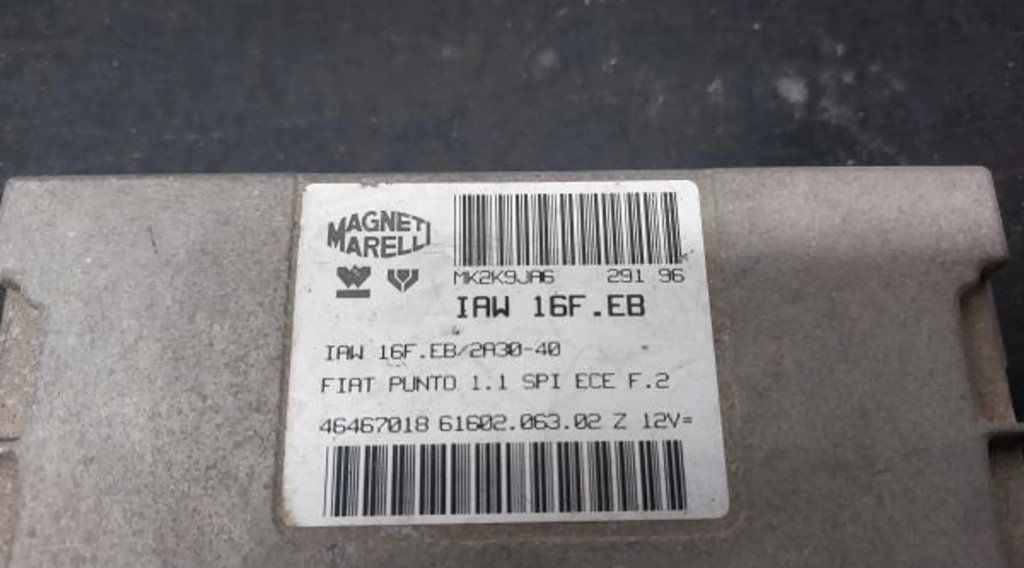 MAGNETI
MARELLI
MK2K9JA6 291 96
IAW 16F.EB
IAW 16F.EB/2A30-40
FIAT PUNTO 1.1 SPI ECE F.2
46467018 61602.063.02 Z 12V=